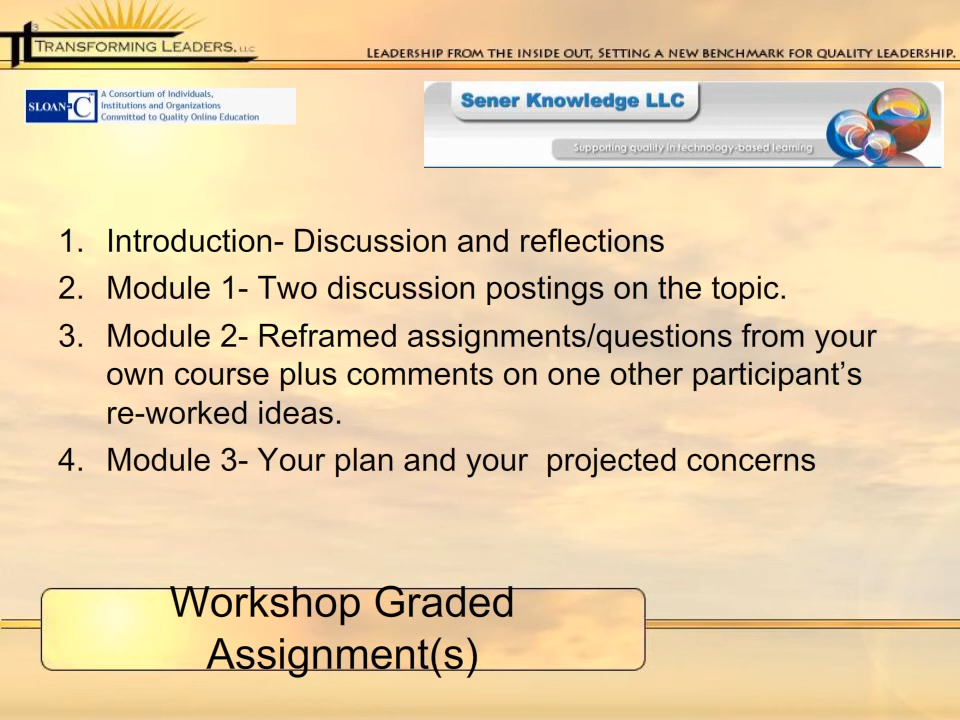 3
TRANSFORMING LEADERS, LLC
LEADERSHIP FROM THE INSIDE OUT, SETTING A NEW BENCHMARK FOR QUALITY LEADERSHIP.
SLOAN-C™
A Consortium of Individuals,
Institutions and Organizations
Committed to Quality Online Education
Sener Knowledge LLC
Supporting quality in technology-based learning
1. Introduction- Discussion and reflections
2. Module 1- Two discussion postings on the topic.
3. Module 2- Reframed assignments/questions from your
own course plus comments on one other participant’s
re-worked ideas.
4. Module 3- Your plan and your  projected concerns
Workshop Graded
Assignment(s)